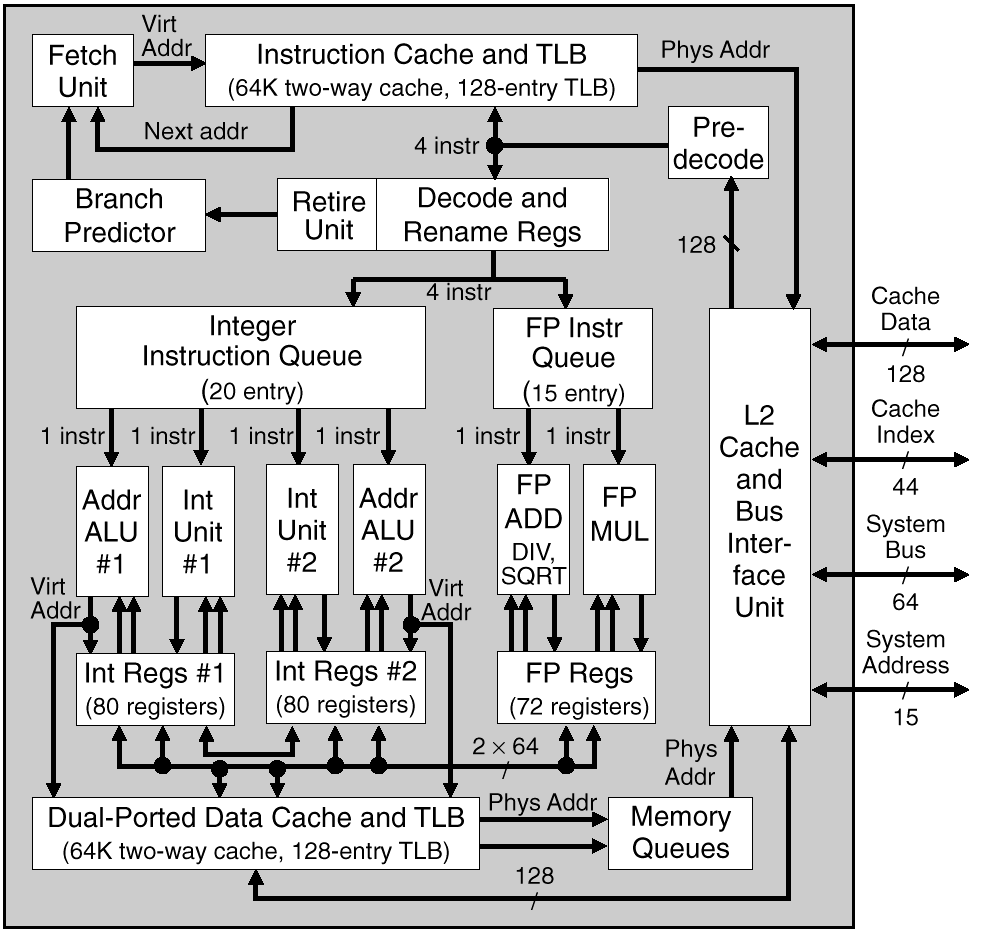 Fetch
Unit
Virt
Addr
Instruction Cache and TLB
(64K two-way cache, 128-entry TLB)
Phys Addr
Next addr
4 instr
Pre-
decode
Branch
Predictor
Retire
Unit
Decode and
Rename Regs
128
4 instr
Integer
Instruction Queue
(20 entry)
FP Instr
Queue
(15 entry)
1 instr
1 instr
1 instr
1 instr
1 instr
1 instr
Addr
ALU
#1
Int
Unit
#1
Int
Unit
#2
Addr
ALU
#2
FP
ADD
DIV,
SQRT
FP
MUL
L2
Cache
and
Bus
Inter-
face
Unit
Cache
Data
128
Cache
Index
44
System
Bus
64
System
Address
15
Virt
Addr
Virt
Addr
Int Regs #1
(80 registers)
Int Regs #2
(80 registers)
FP Regs
(72 registers)
2 × 64
Phys
Addr
Dual-Ported Data Cache and TLB
(64K two-way cache, 128-entry TLB)
Phys Addr
Memory
Queues
128